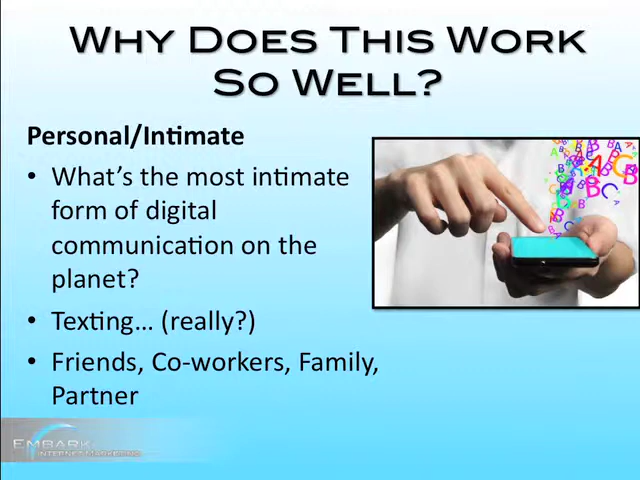 WHY DOES THIS WORK
SO WELL?
Personal/Intimate
• What's the most intimate
form of digital
communication on the
planet?
• Texting... (really?)
• Friends, Co-workers, Family,
Partner
EMBARK
INTERNET MARKETING